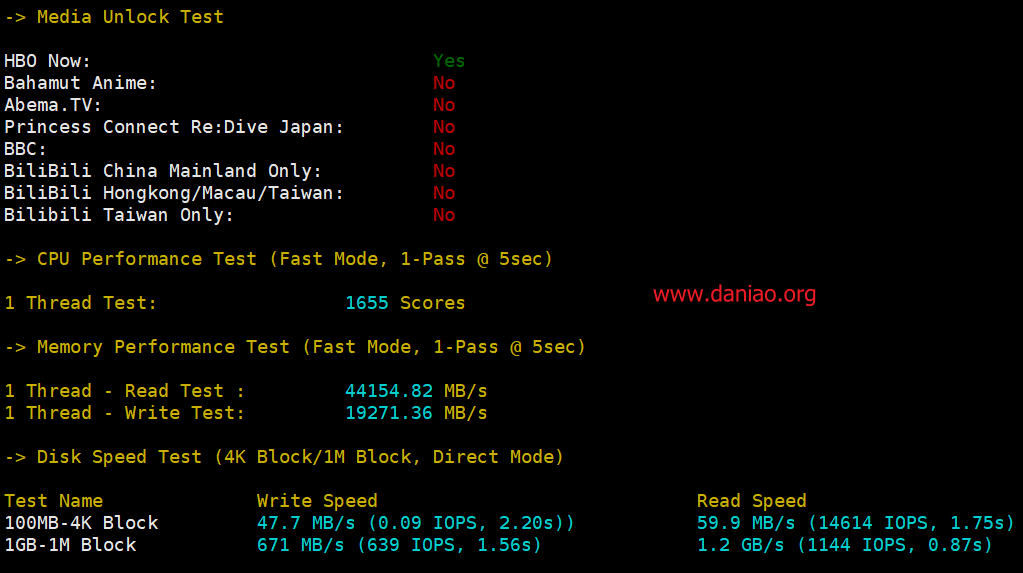 -> Media Unlock Test
HBO Now: Yes
Bahamut Anime: No
Abema.TV: No
Princess Connect Re:Dive Japan: No
BBC: No
BiliBili China Mainland Only: No
BiliBili Hongkong/Macau/Taiwan: No
Bilibili Taiwan Only: No
-> CPU Performance Test (Fast Mode, 1-Pass @ 5sec)
www.daniao.org
1 Thread Test: 1655 Scores
-> Memory Performance Test (Fast Mode, 1-Pass @ 5sec)
1 Thread - Read Test : 44154.82 MB/s
1 Thread - Write Test: 19271.36 MB/s
-> Disk Speed Test (4K Block/1M Block, Direct Mode)
Test Name Write Speed Read Speed
100MB-4K Block 47.7 MB/s (0.09 IOPS, 2.20s)) 59.9 MB/s (14614 IOPS, 1.75s)
1GB-1M Block 671 MB/s (639 IOPS, 1.56s) 1.2 GB/s (1144 IOPS, 0.87s)